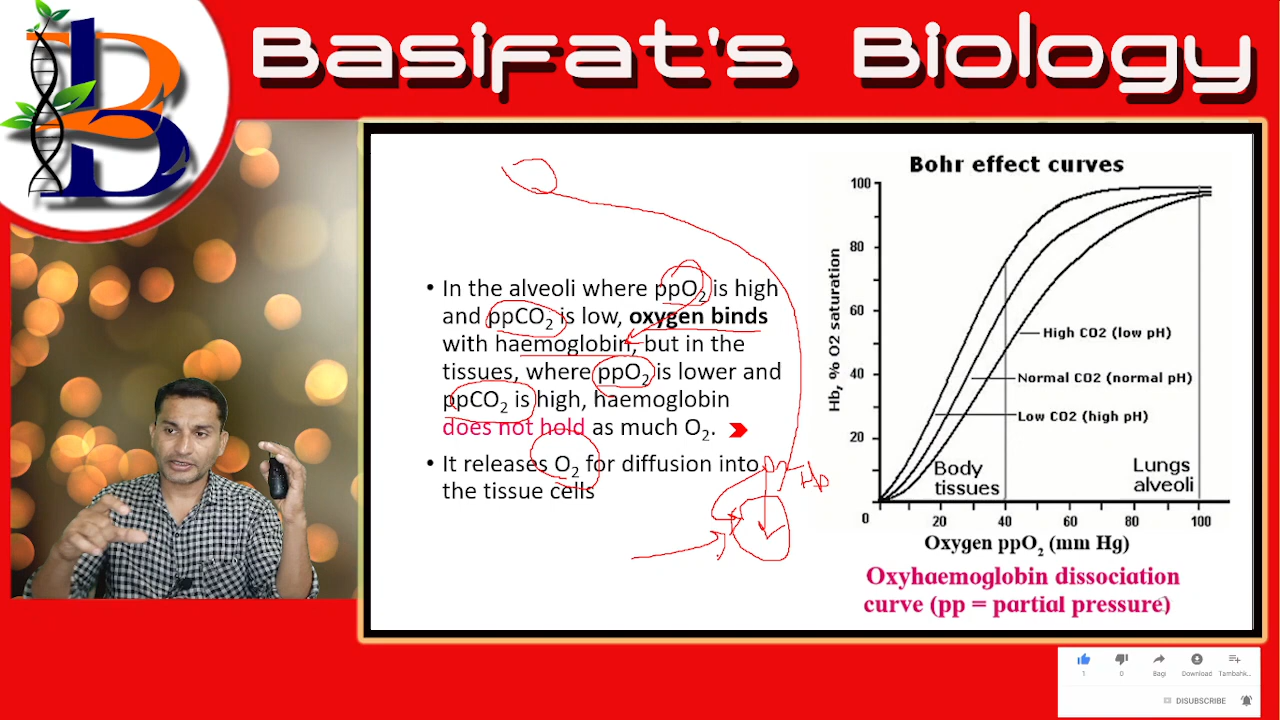 Basifat's Biology
• In the alveoli where ppO₂ is high
and ppCO₂ is low, oxygen binds
with haemoglobin, but in the
tissues, where ppO₂ is lower and
ppCO₂ is high, haemoglobin
does not hold as much O₂.
• It releases O₂ for diffusion into
the tissue cells
Hp
Bohr effect curves
Hb, % O2 saturation
100
80
60
40
20
0
High CO2 (low pH)
Normal CO2 (normal pH)
Low CO2 (high pH)
Body
tissues
Lungs
alveoli
20 40 60 80 100
Oxygen ppO₂ (mm Hg)
Oxyhaemoglobin dissociation
curve (pp = partial pressure)
1 0 Bagi Download Tambahk...
DISUBSCRIBE